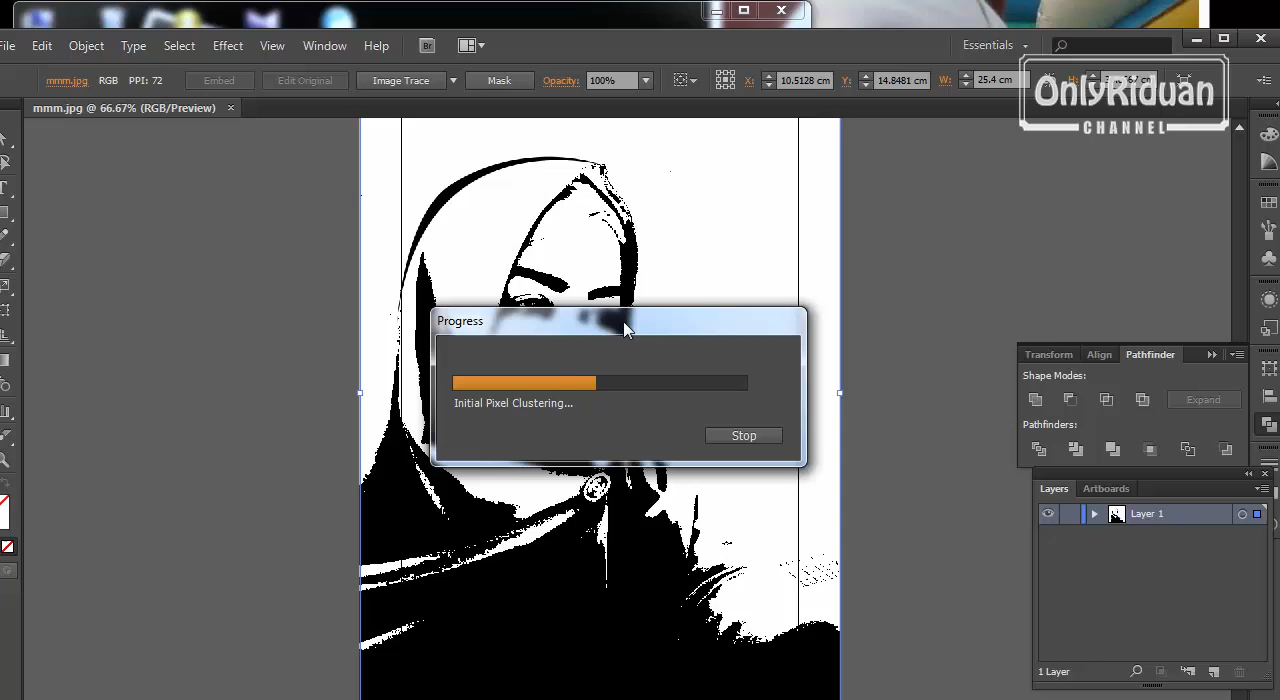 File Edit Object Type Select Effect View Window Help Br Essentials
mmm.jpg RGB PPI: 72 Embed Edit Original Image Trace Mask Opacity: 100% X: 10.5128 cm Y: 14.8481 cm W: 25.4 cm H:
OnlyRiduan
CHANNEL
mmm.jpg @ 66.67% (RGB/Preview)
Progress
Initial Pixel Clustering...
Stop
Transform Align Pathfinder
Shape Modes:
Expand
Pathfinders:
Layers Artboards
Layer 1
1 Layer